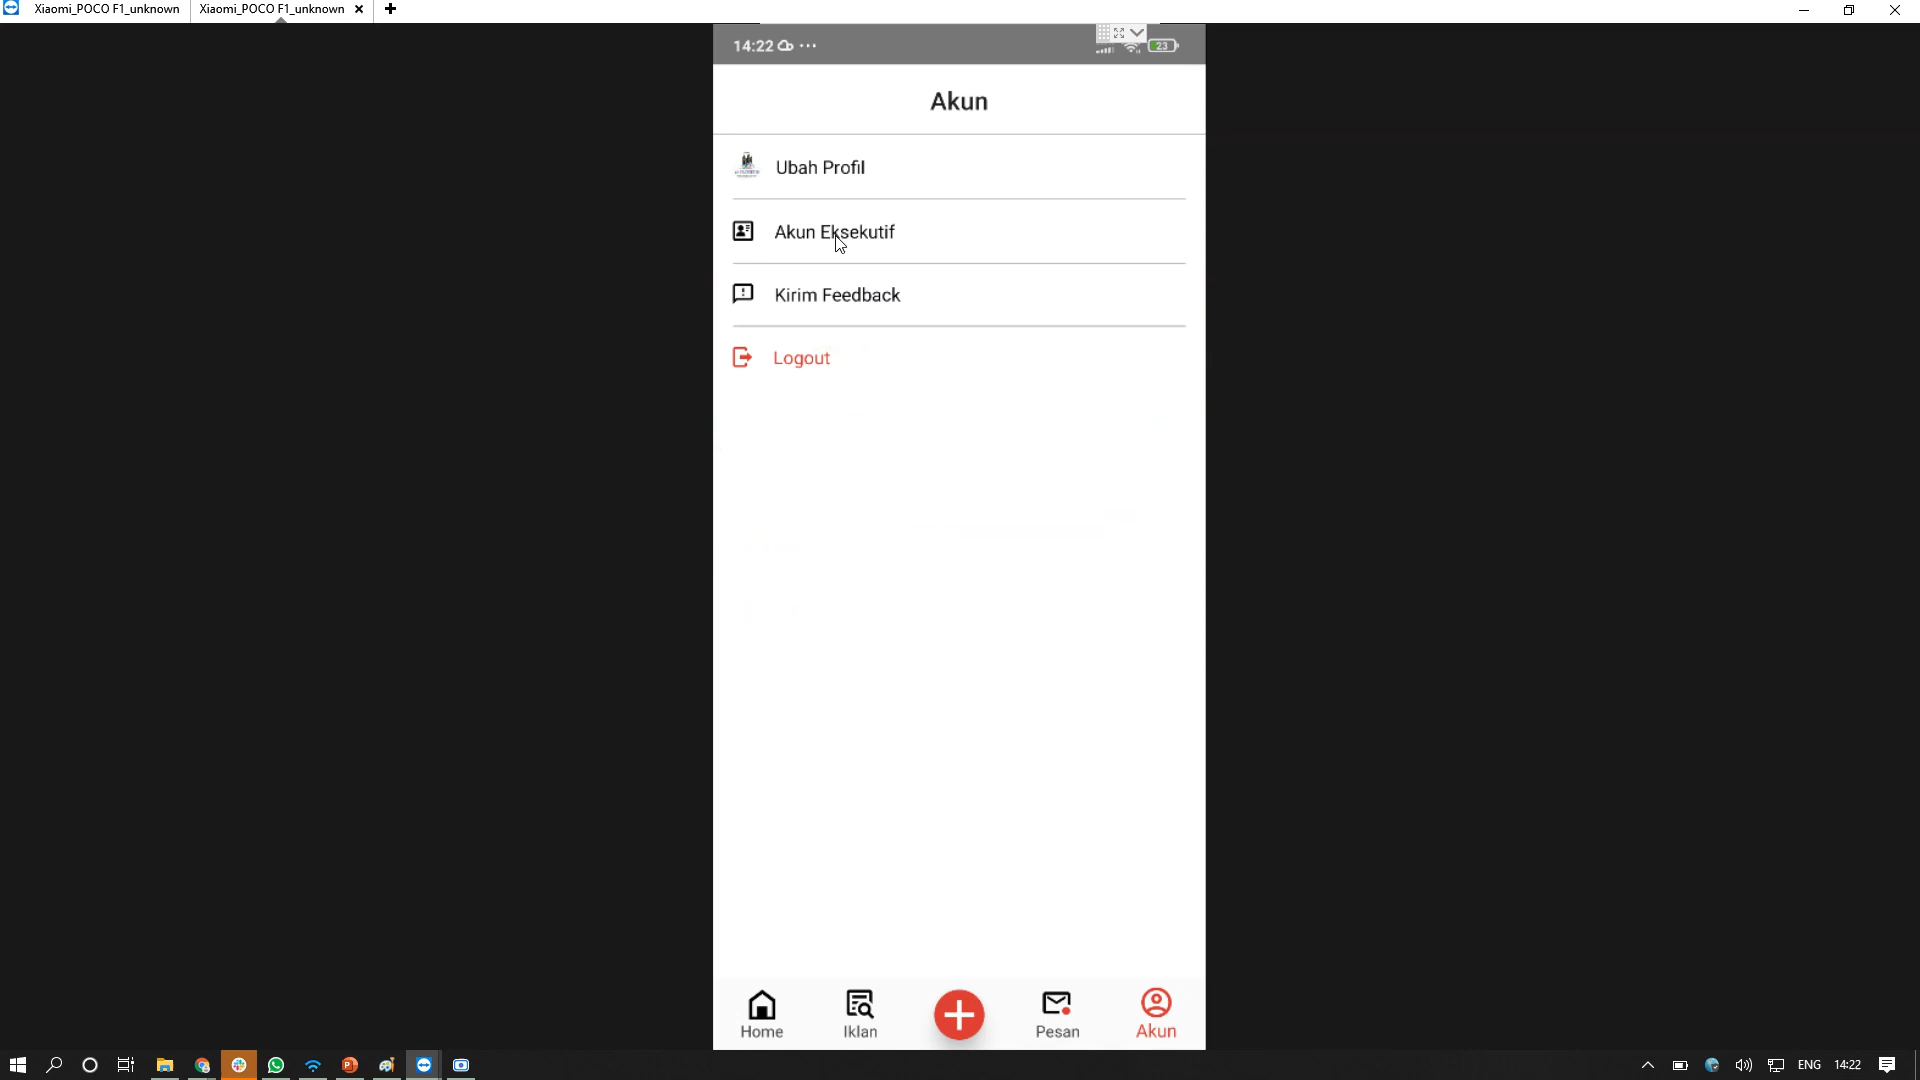 Xiaomi_POCO F1_unknown
Xiaomi_POCO F1_unknown
14:22
23
Akun
Ubah Profil
Akun Eksekutif
Kirim Feedback
Logout
Home
Iklan
Pesan
Akun
ENG
14:22